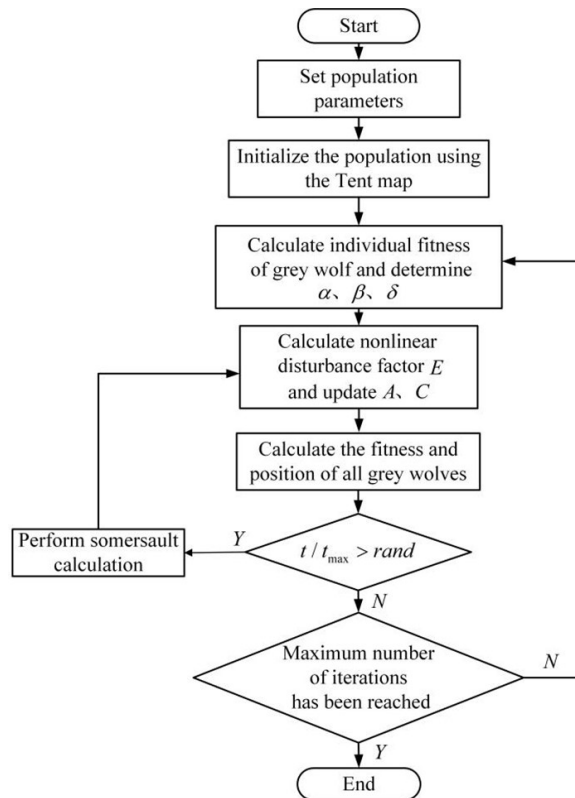 Start
Set population
parameters
Initialize the population using
the Tent map
Calculate individual fitness
of grey wolf and determine
α、β、δ
Calculate nonlinear
disturbance factor E
and update A、C
Calculate the fitness and
position of all grey wolves
Perform somersault
calculation
Y
t / t_max > rand
N
Maximum number
of iterations
has been reached
N
Y
End